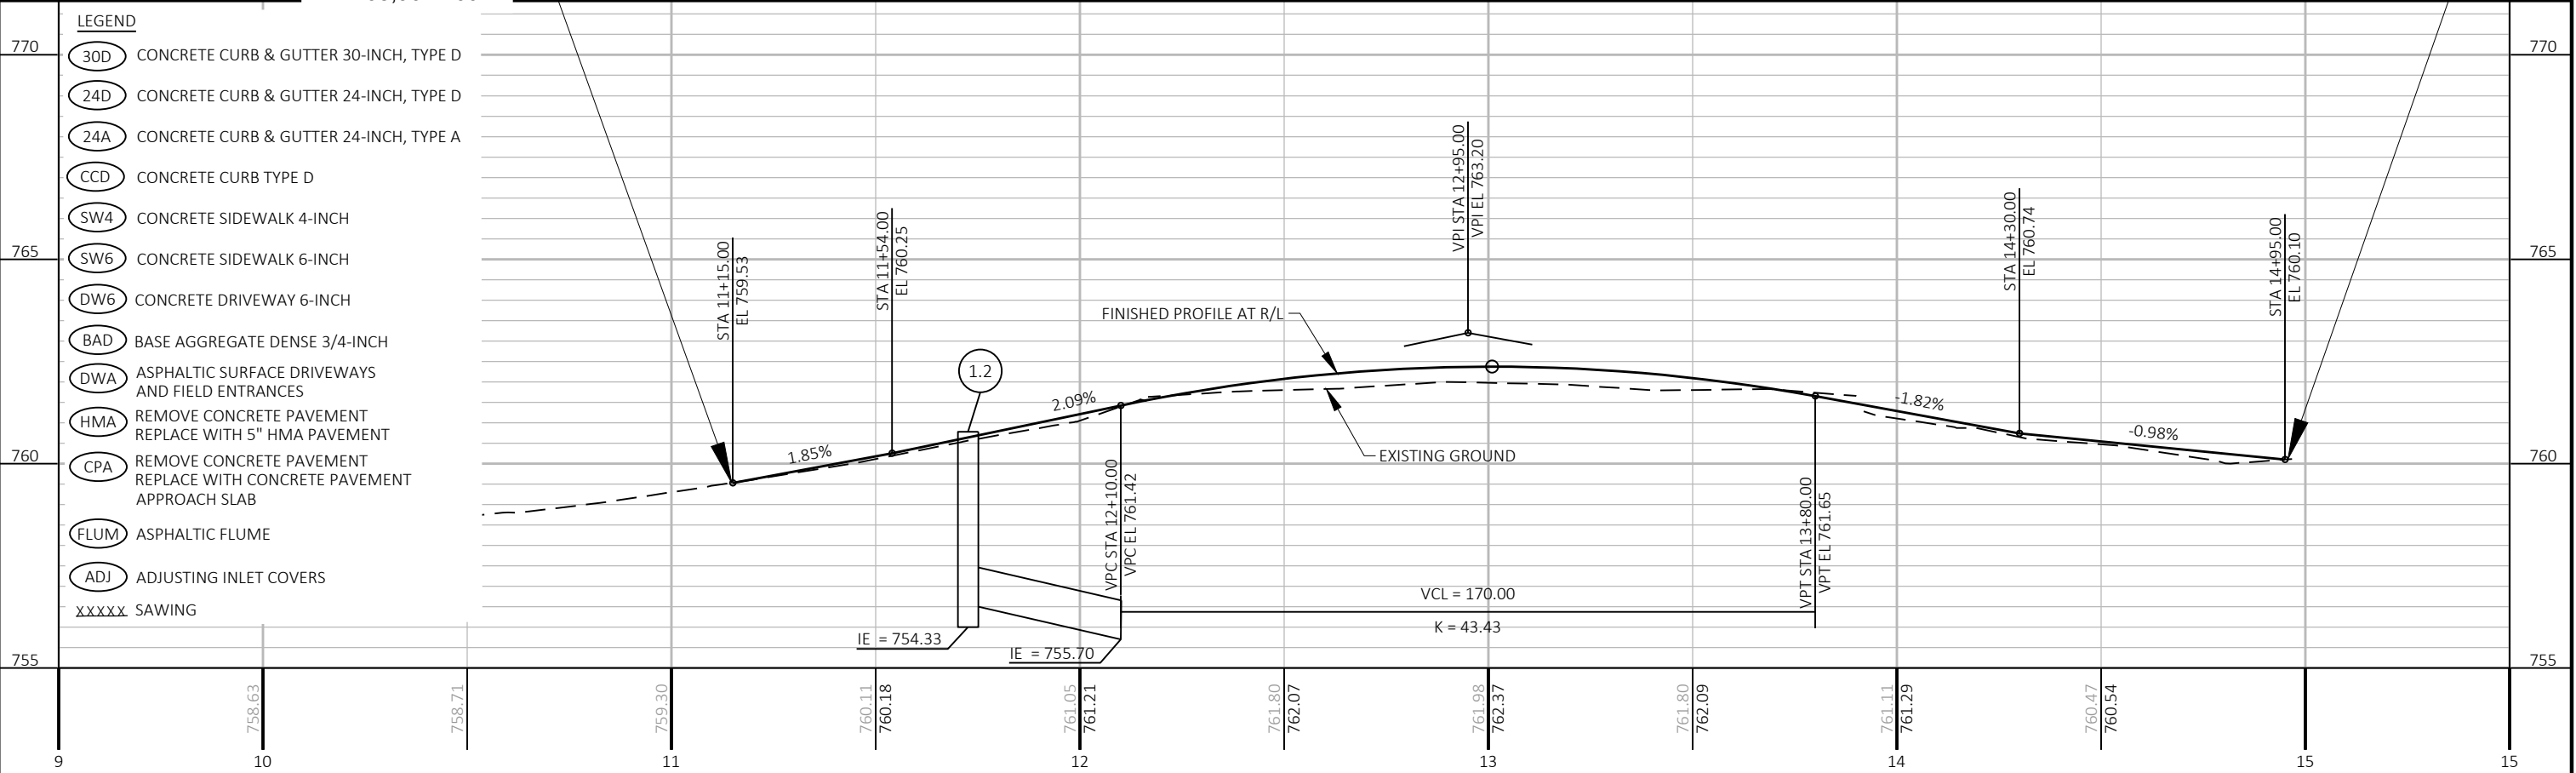 LEGEND
30D CONCRETE CURB & GUTTER 30-INCH, TYPE D
24D CONCRETE CURB & GUTTER 24-INCH, TYPE D
24A CONCRETE CURB & GUTTER 24-INCH, TYPE A
CCD CONCRETE CURB TYPE D
SW4 CONCRETE SIDEWALK 4-INCH
SW6 CONCRETE SIDEWALK 6-INCH
DW6 CONCRETE DRIVEWAY 6-INCH
BAD BASE AGGREGATE DENSE 3/4-INCH
DWA ASPHALTIC SURFACE DRIVEWAYS
AND FIELD ENTRANCES
HMA REMOVE CONCRETE PAVEMENT
REPLACE WITH 5" HMA PAVEMENT
CPA REMOVE CONCRETE PAVEMENT
REPLACE WITH CONCRETE PAVEMENT
APPROACH SLAB
FLUM ASPHALTIC FLUME
ADJ ADJUSTING INLET COVERS
XXXXX SAWING
770
765
760
755
STA 11+15.00
EL 759.53
1.85%
STA 11+54.00
EL 760.25
1.2
2.09%
IE = 754.33
IE = 755.70
VPC STA 12+10.00
VPC EL 761.42
FINISHED PROFILE AT R/L
EXISTING GROUND
VPI STA 12+95.00
VPI EL 763.20
VCL = 170.00
K = 43.43
VPT STA 13+80.00
VPT EL 761.65
-1.82%
STA 14+30.00
EL 760.74
-0.98%
STA 14+95.00
EL 760.10
770
765
760
755
758.63
758.71
759.30
760.11 760.18
761.05 761.21
761.80 762.07
761.98 762.37
761.80 762.09
761.11 761.29
760.47 760.54
9 10 11 12 13 14 15 15